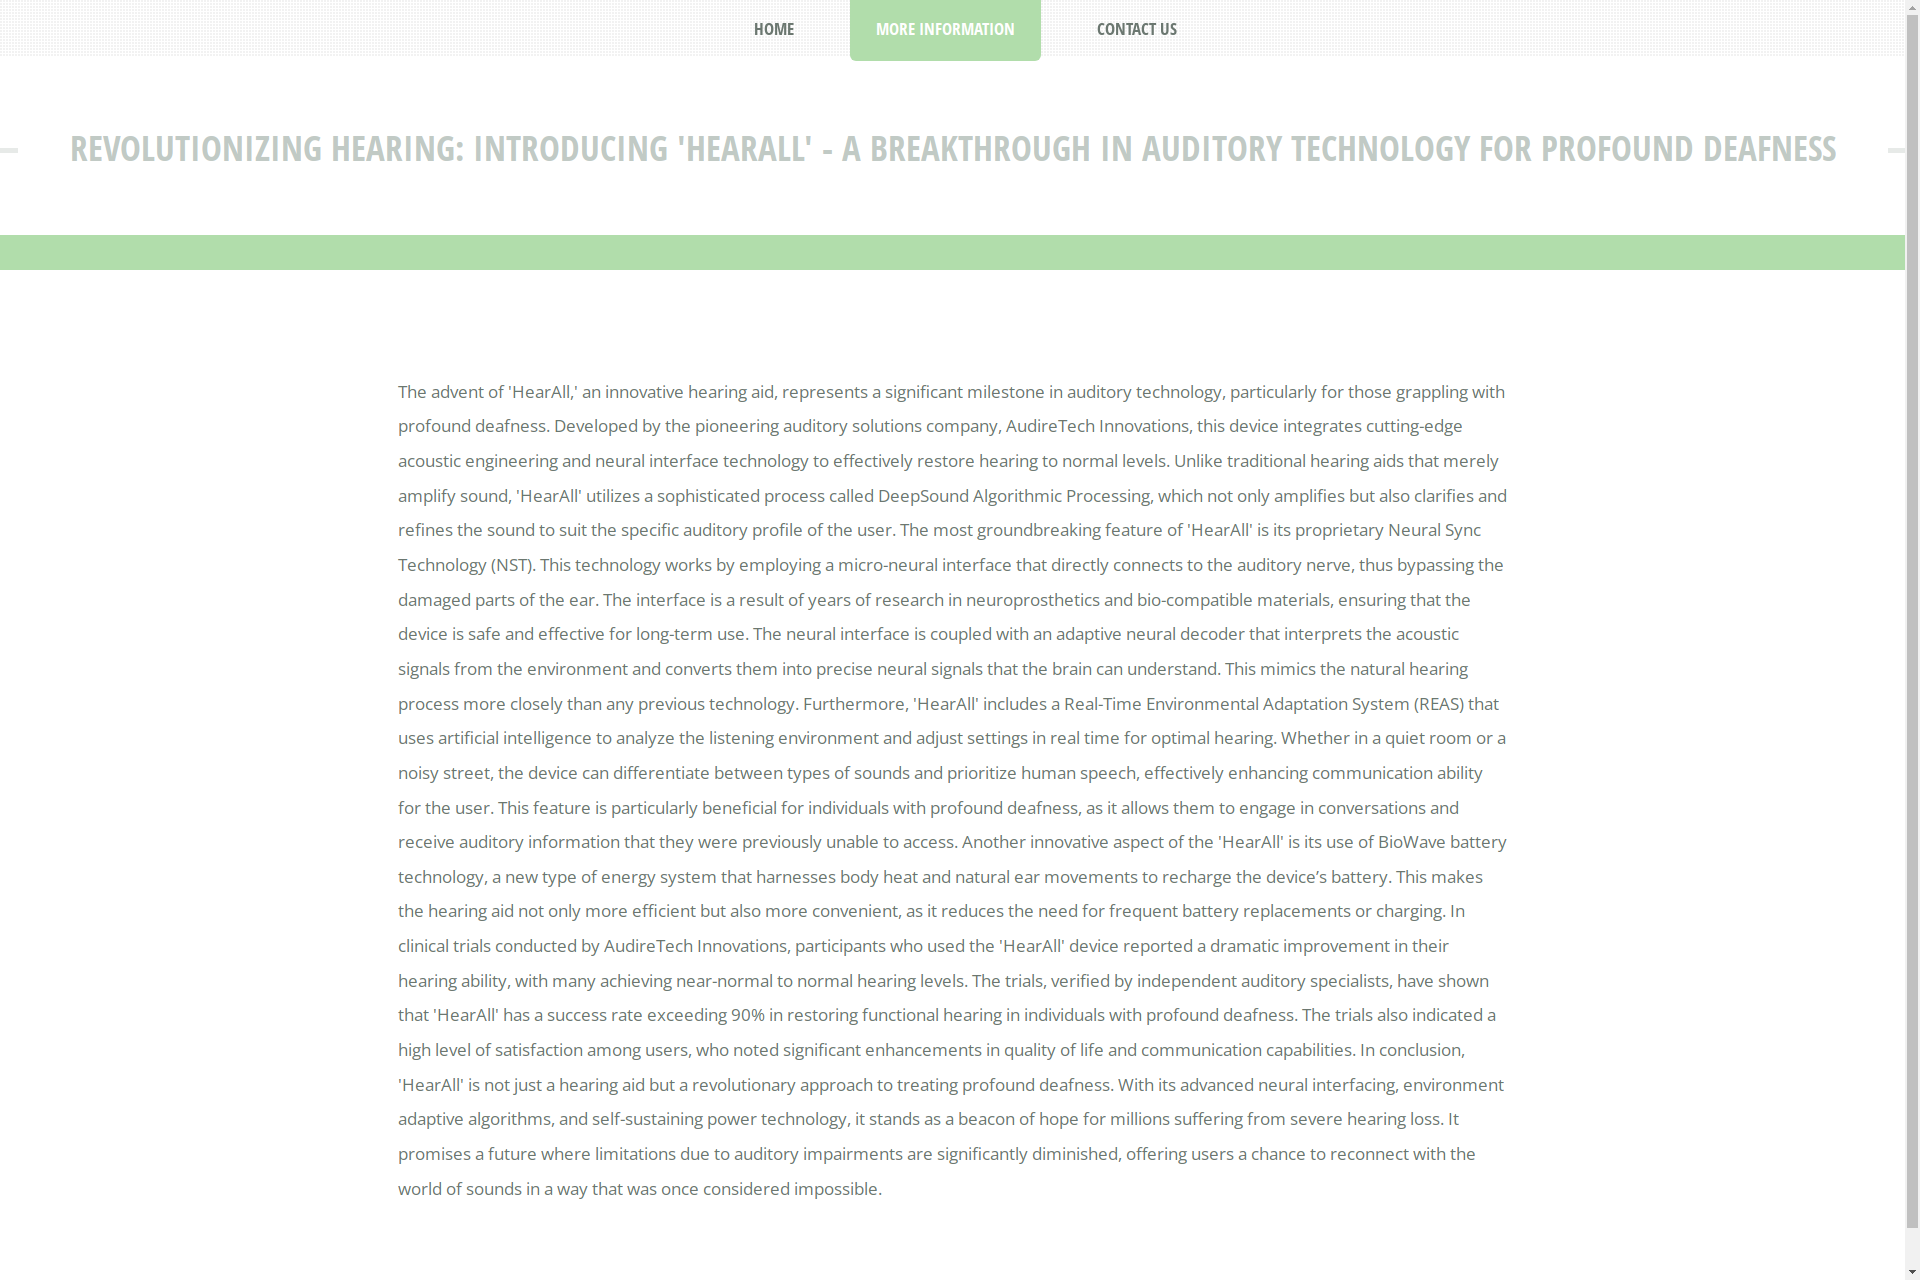 HOME
MORE INFORMATION
CONTACT US
REVOLUTIONIZING HEARING: INTRODUCING 'HEARALL' - A BREAKTHROUGH IN AUDITORY TECHNOLOGY FOR PROFOUND DEAFNESS
The advent of 'HearAll,' an innovative hearing aid, represents a significant milestone in auditory technology, particularly for those grappling with
profound deafness. Developed by the pioneering auditory solutions company, AudireTech Innovations, this device integrates cutting-edge
acoustic engineering and neural interface technology to effectively restore hearing to normal levels. Unlike traditional hearing aids that merely
amplify sound, 'HearAll' utilizes a sophisticated process called DeepSound Algorithmic Processing, which not only amplifies but also clarifies and
refines the sound to suit the specific auditory profile of the user. The most groundbreaking feature of 'HearAll' is its proprietary Neural Sync
Technology (NST). This technology works by employing a micro-neural interface that directly connects to the auditory nerve, thus bypassing the
damaged parts of the ear. The interface is a result of years of research in neuroprosthetics and bio-compatible materials, ensuring that the
device is safe and effective for long-term use. The neural interface is coupled with an adaptive neural decoder that interprets the acoustic
signals from the environment and converts them into precise neural signals that the brain can understand. This mimics the natural hearing
process more closely than any previous technology. Furthermore, 'HearAll' includes a Real-Time Environmental Adaptation System (REAS) that
uses artificial intelligence to analyze the listening environment and adjust settings in real time for optimal hearing. Whether in a quiet room or a
noisy street, the device can differentiate between types of sounds and prioritize human speech, effectively enhancing communication ability
for the user. This feature is particularly beneficial for individuals with profound deafness, as it allows them to engage in conversations and
receive auditory information that they were previously unable to access. Another innovative aspect of the 'HearAll' is its use of BioWave battery
technology, a new type of energy system that harnesses body heat and natural ear movements to recharge the device’s battery. This makes
the hearing aid not only more efficient but also more convenient, as it reduces the need for frequent battery replacements or charging. In
clinical trials conducted by AudireTech Innovations, participants who used the 'HearAll' device reported a dramatic improvement in their
hearing ability, with many achieving near-normal to normal hearing levels. The trials, verified by independent auditory specialists, have shown
that 'HearAll' has a success rate exceeding 90% in restoring functional hearing in individuals with profound deafness. The trials also indicated a
high level of satisfaction among users, who noted significant enhancements in quality of life and communication capabilities. In conclusion,
'HearAll' is not just a hearing aid but a revolutionary approach to treating profound deafness. With its advanced neural interfacing, environment
adaptive algorithms, and self-sustaining power technology, it stands as a beacon of hope for millions suffering from severe hearing loss. It
promises a future where limitations due to auditory impairments are significantly diminished, offering users a chance to reconnect with the
world of sounds in a way that was once considered impossible.